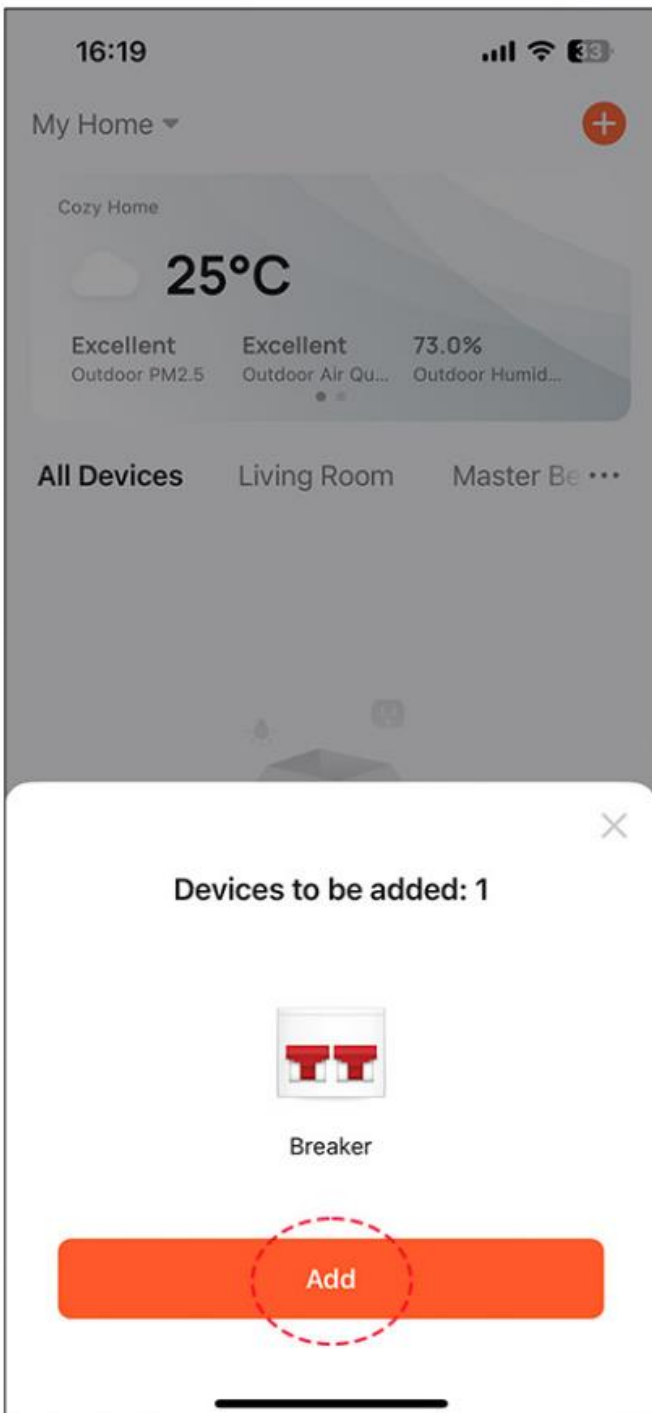 16:19 33
My Home
Cozy Home
25°C
Excellent Excellent 73.0%
Outdoor PM2.5 Outdoor Air Qu... Outdoor Humid...
All Devices Living Room Master Be ...
Devices to be added: 1
Breaker
Add